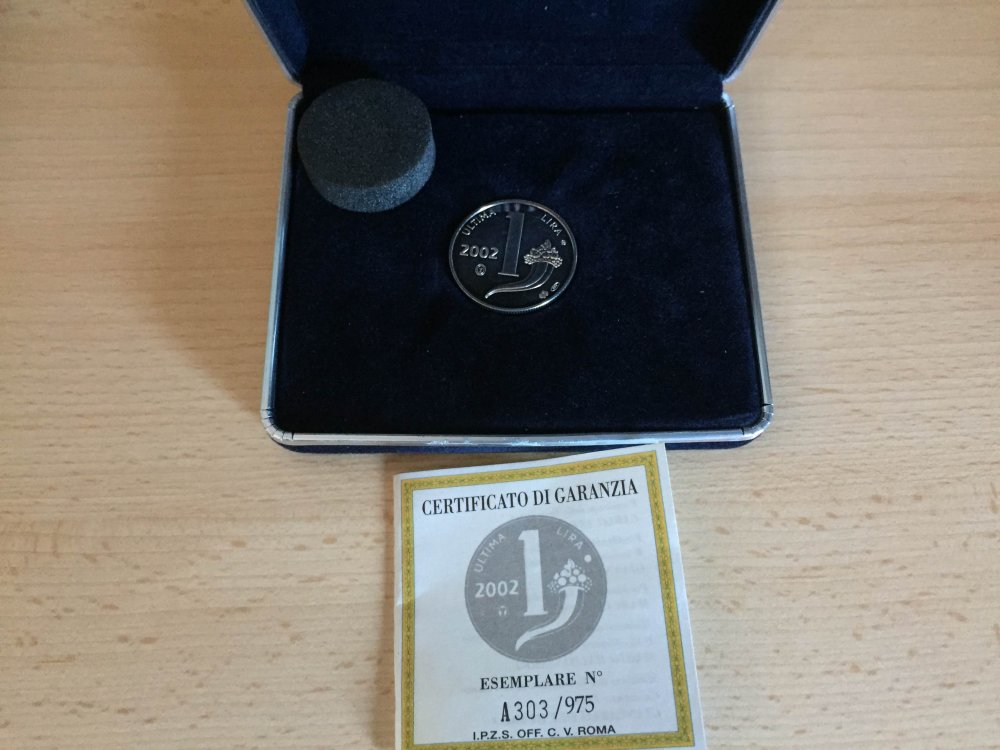 ULTIMA LIRA
1
2002
CERTIFICATO DI GARANZIA
ULTIMA LIRA
1
2002
ESEMPLARE N°
A303/975
I.P.Z.S. OFF. C. V. ROMA